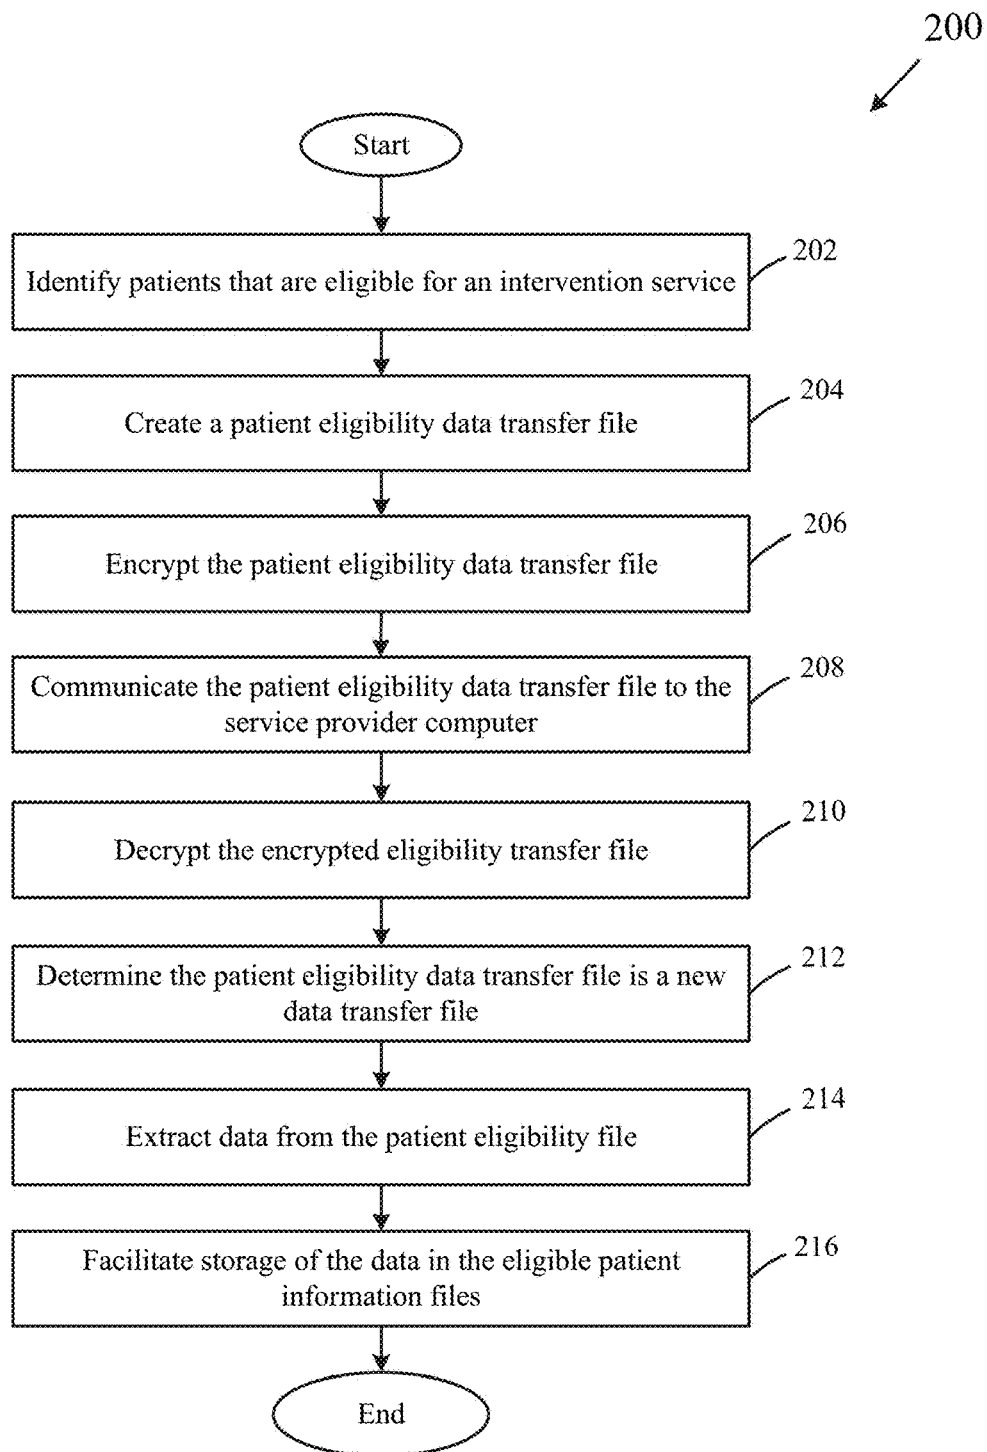 200
Start
202
Identify patients that are eligible for an intervention service
204
Create a patient eligibility data transfer file
206
Encrypt the patient eligibility data transfer file
208
Communicate the patient eligibility data transfer file to the
service provider computer
210
Decrypt the encrypted eligibility transfer file
212
Determine the patient eligibility data transfer file is a new
data transfer file
214
Extract data from the patient eligibility file
216
Facilitate storage of the data in the eligible patient
information files
End